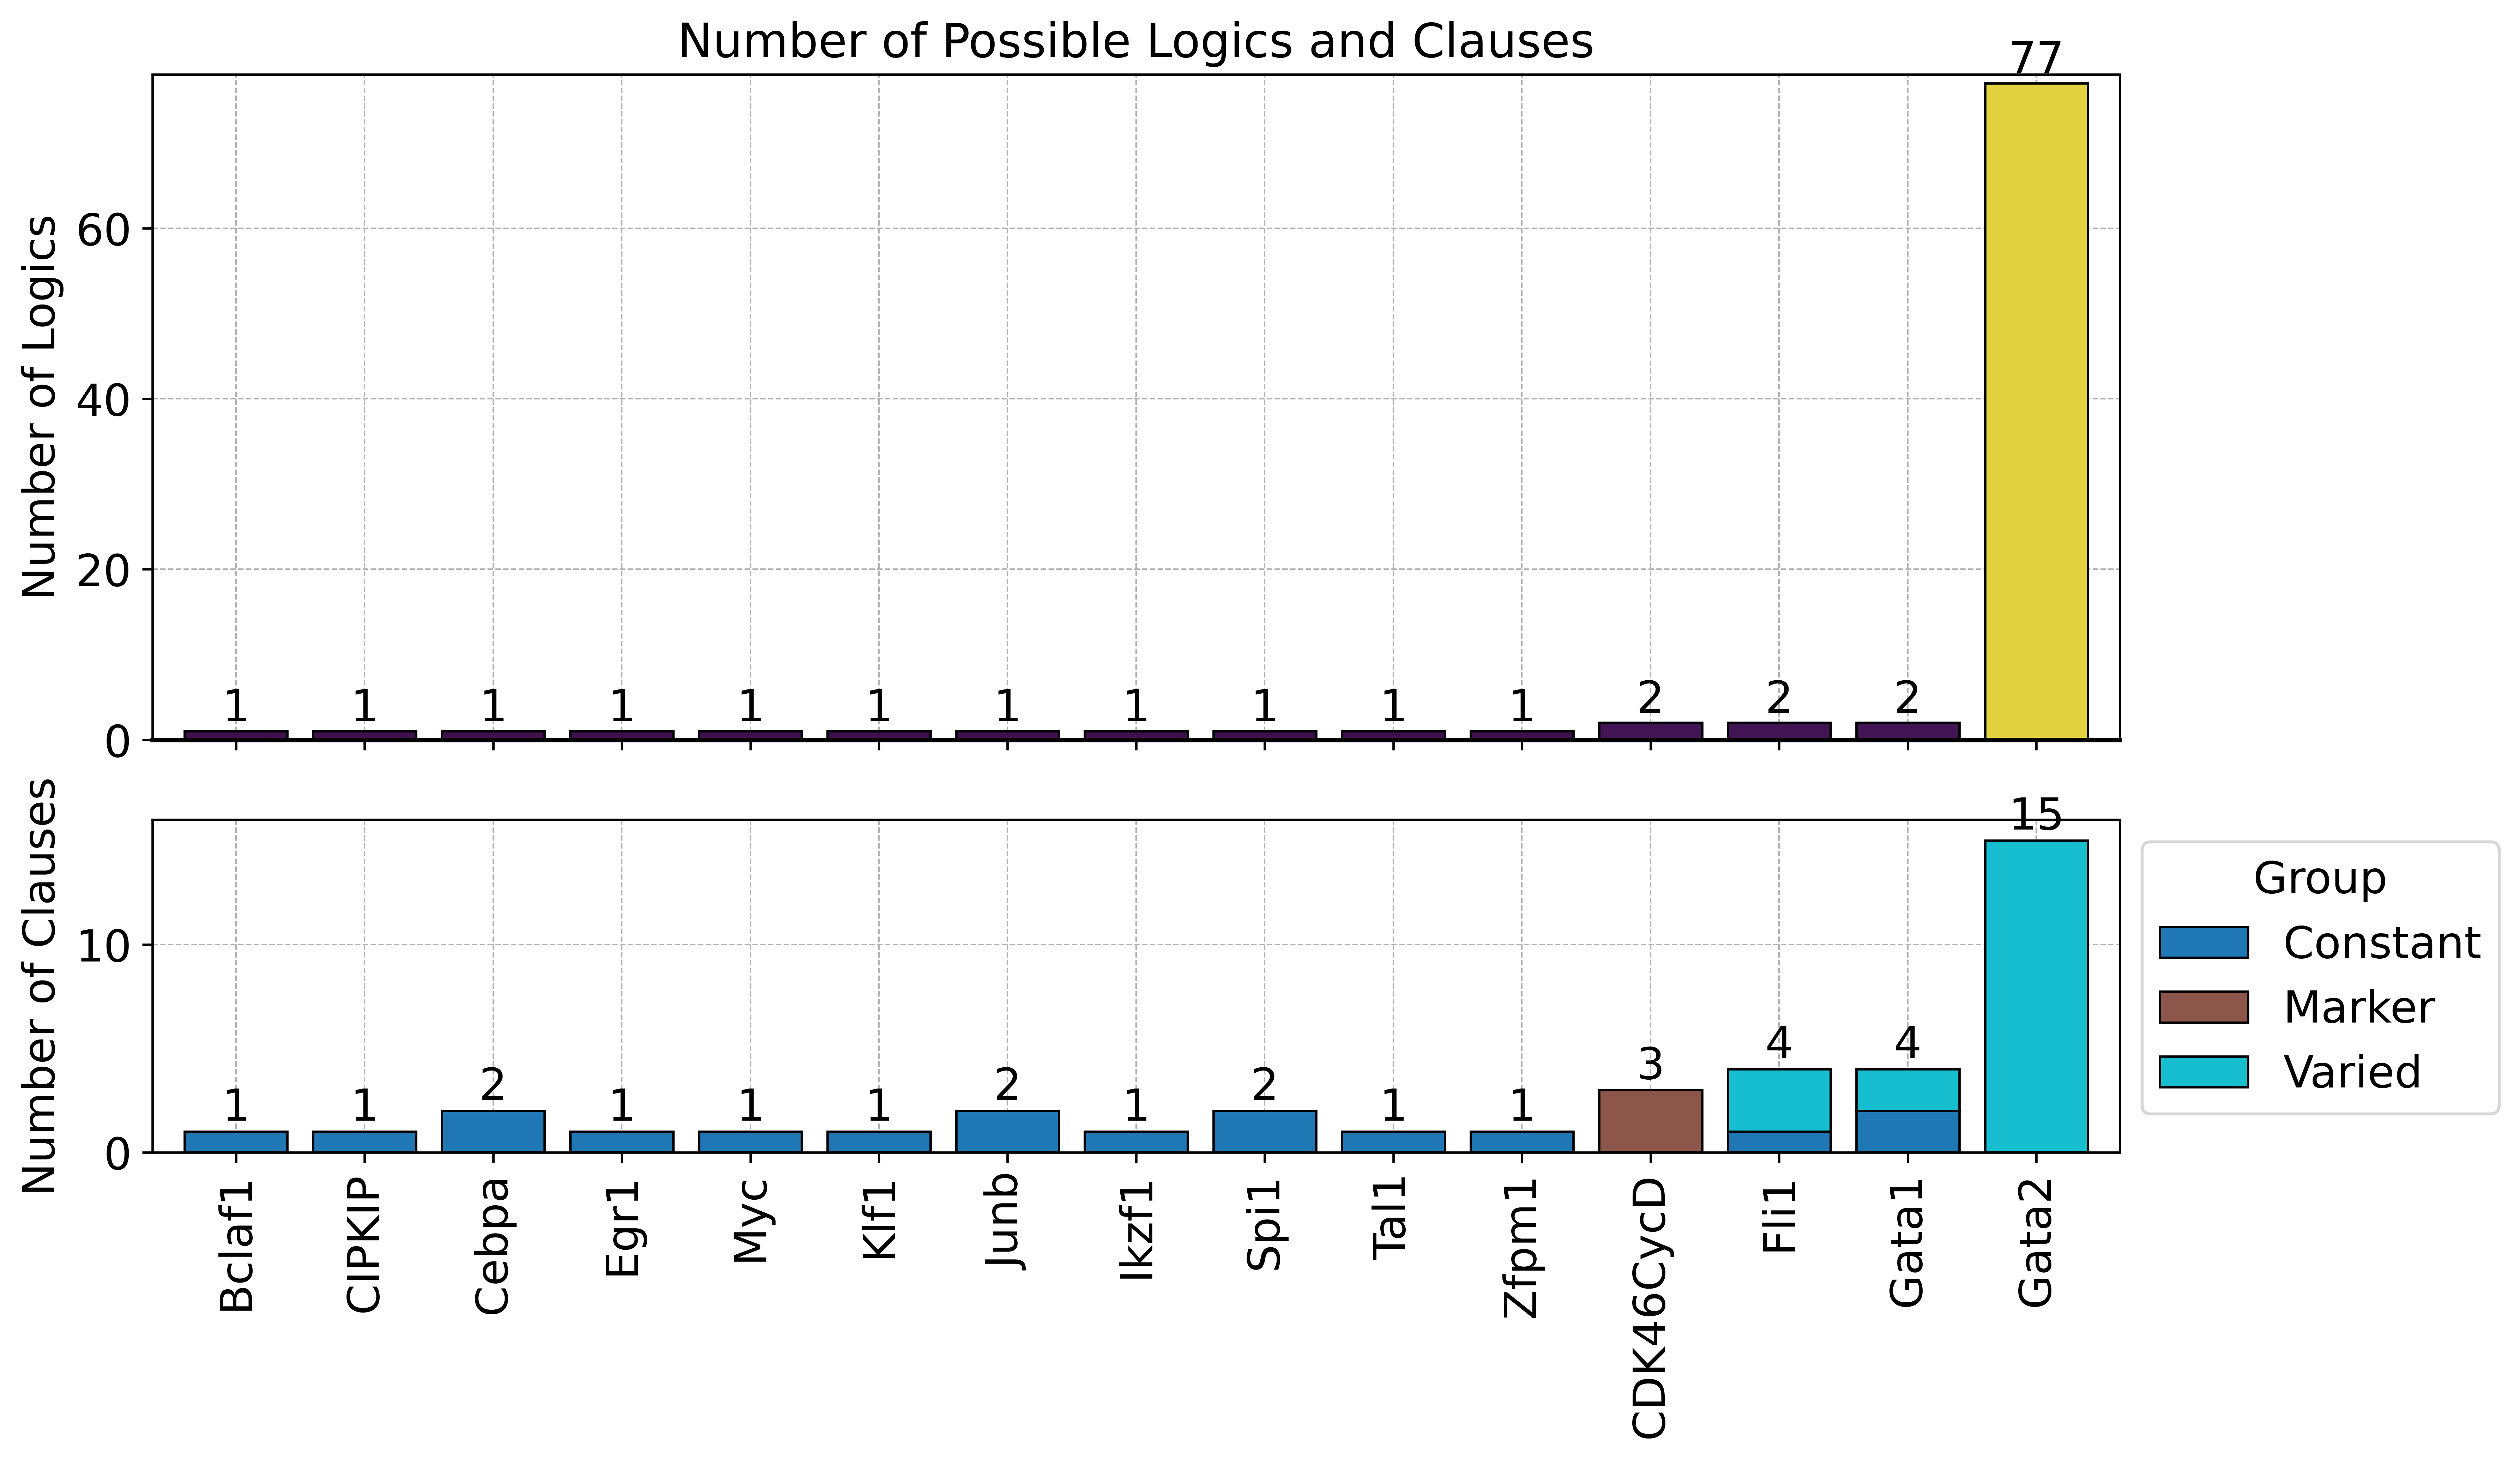 Number of Possible Logics and Clauses
Number of Logics
60
40
20
0
1 1 1 1 1 1 1 1 1 1 1 2 2 2 77
Number of Clauses
10
0
1 1 2 1 1 1 2 1 2 1 1 3 4 4 15
Bclaf1
CIPKIP
Cebpa
Egr1
Myc
Klf1
Junb
Ikzf1
Spi1
Tal1
Zfpm1
CDK46CycD
Fli1
Gata1
Gata2
Group
Constant
Marker
Varied